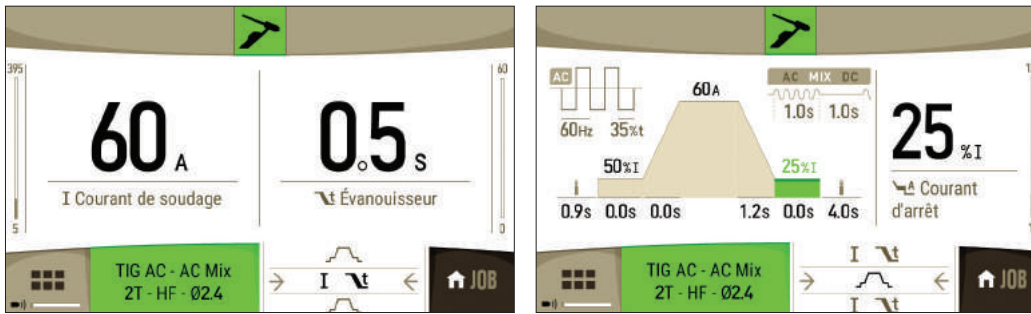 395
60
60 A
0.5 s
I Courant de soudage
t Évanouisseur
5
0
TIG AC - AC Mix
2T - HF - Ø2.4
I t
JOB
AC
AC MIX DC
60A
1.0s 1.0s
60Hz 35%t
25 %I
50%I
25%I
A Courant
d'arrêt
0.9s 0.0s 0.0s 1.2s 0.0s 4.0s
TIG AC - AC Mix
2T - HF - Ø2.4
I t
I t
JOB